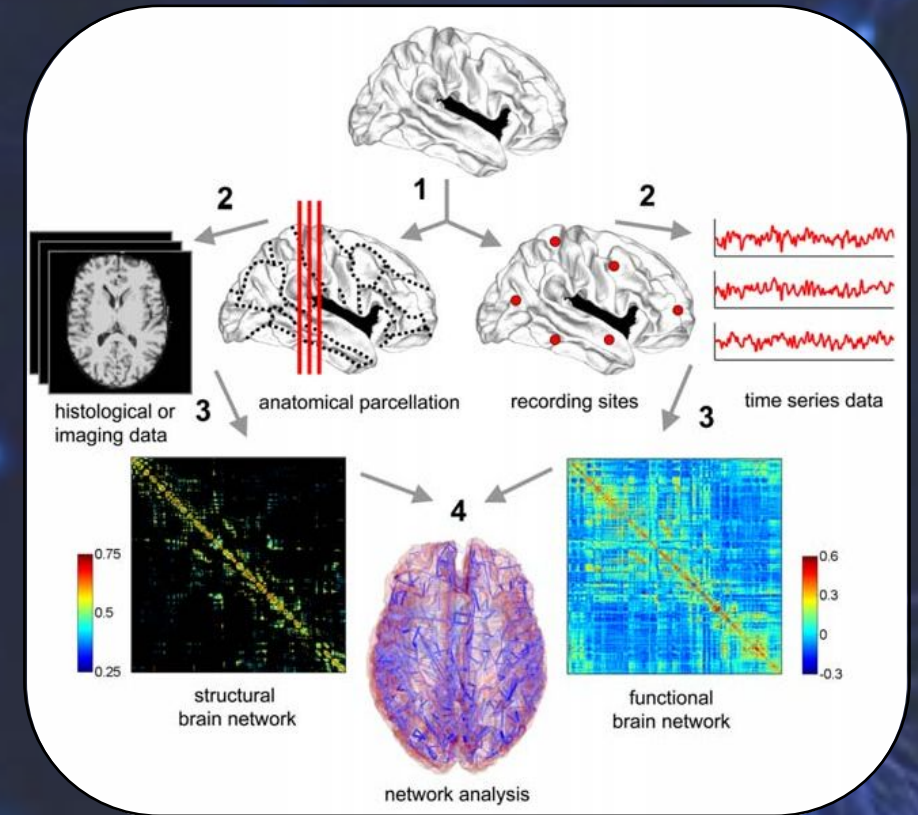 1
2
2
histological or
imaging data
3
anatomical parcellation
recording sites
time series data
3
4
0.75
0.5
0.25
0.6
0.3
0
-0.3
structural
brain network
functional
brain network
network analysis